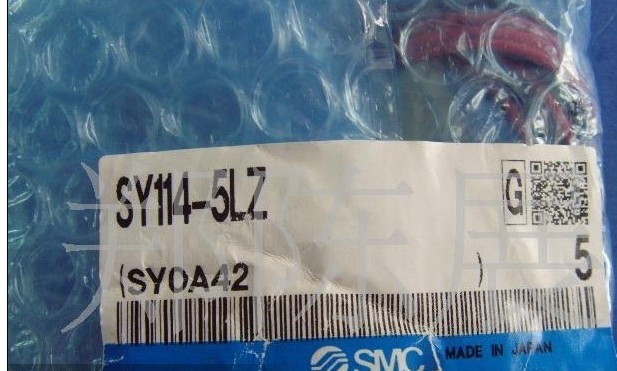 SY114-5LZ
G
5
(SYOA42 )
SMC MADE IN JAPAN